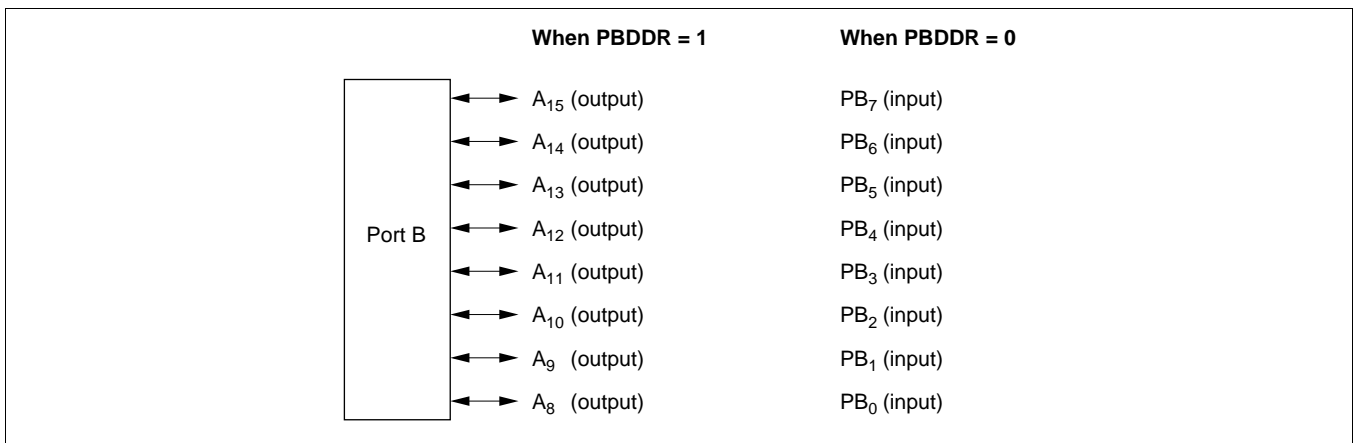 When PBDDR = 1 When PBDDR = 0
A15 (output) PB7 (input)
A14 (output) PB6 (input)
A13 (output) PB5 (input)
Port B A12 (output) PB4 (input)
A11 (output) PB3 (input)
A10 (output) PB2 (input)
A9 (output) PB1 (input)
A8 (output) PB0 (input)